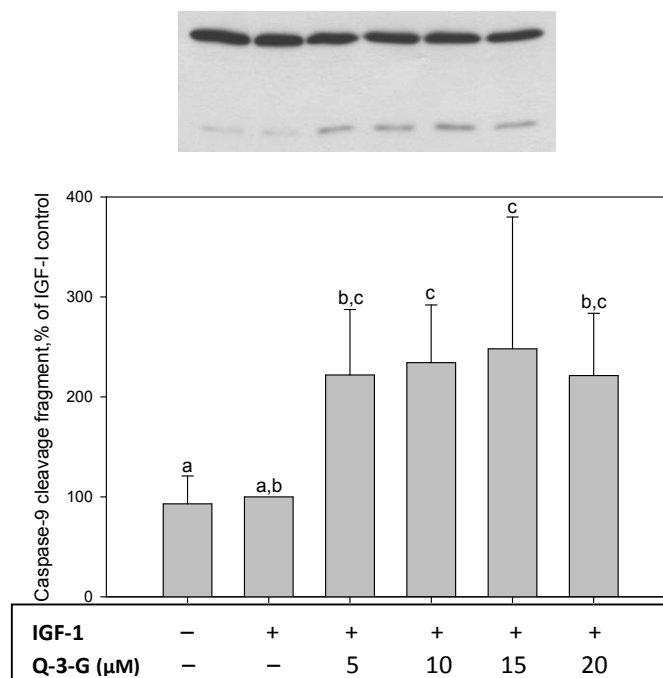 Caspase-9 cleavage fragment,% of IGF-I control
400
300
200
100
0
a
a,b
b,c
c
c
b,c
IGF-1 – + + + + +
Q-3-G (µM) – – 5 10 15 20